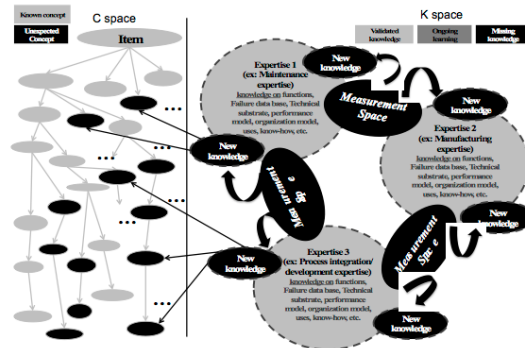 C space
K space
Known concept
Unexpected Concept
Validated knowledge
Ongoing learning
Missing knowledge
Item
Expertise 1
(ex: Maintenance
expertise)
knowledge on functions,
Failure data base, Technical
substrate, performance
model, organization model,
uses, know-how, etc.
New
knowledge
Measurement
Space
New
knowledge
Expertise 2
(ex: Manufacturing
expertise)
knowledge on functions,
Failure data base, Technical
substrate, performance
model, organization model,
uses, know-how, etc.
New
knowledge
Measurement
Space
New
knowledge
Measurement
Spc e
New
knowledge
Expertise 3
(ex: Process integration/
development expertise)
knowledge on functions,
Failure data base, Technical
substrate, performance
model, organization model,
uses, know-how, etc.
New
knowledge
...
...
...
...
...